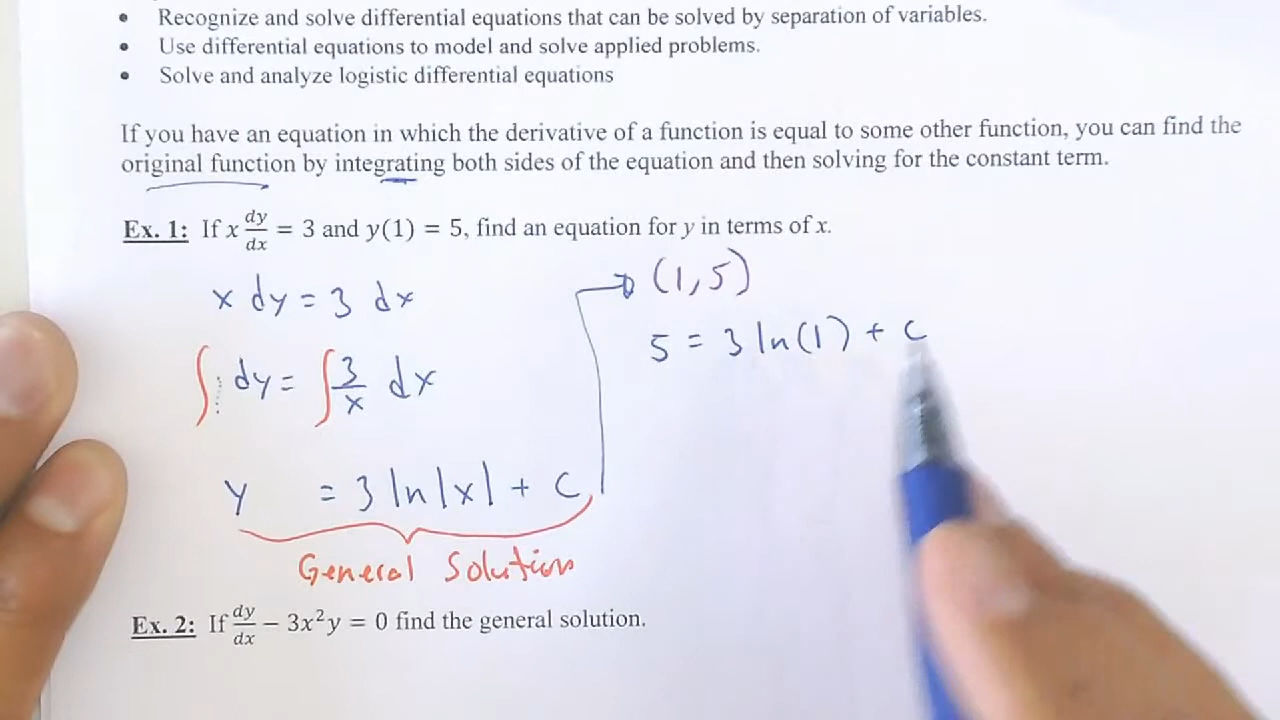 • Recognize and solve differential equations that can be solved by separation of variables.
• Use differential equations to model and solve applied problems.
• Solve and analyze logistic differential equations
If you have an equation in which the derivative of a function is equal to some other function, you can find the
original function by integrating both sides of the equation and then solving for the constant term.
Ex. 1: If x dy/dx = 3 and y(1) = 5, find an equation for y in terms of x.
x dy = 3 dx
∫ dy = ∫ 3/x dx
y = 3 ln|x| + C
General Solution
(1,5)
5 = 3 ln(1) + C
Ex. 2: If dy/dx − 3x²y = 0 find the general solution.